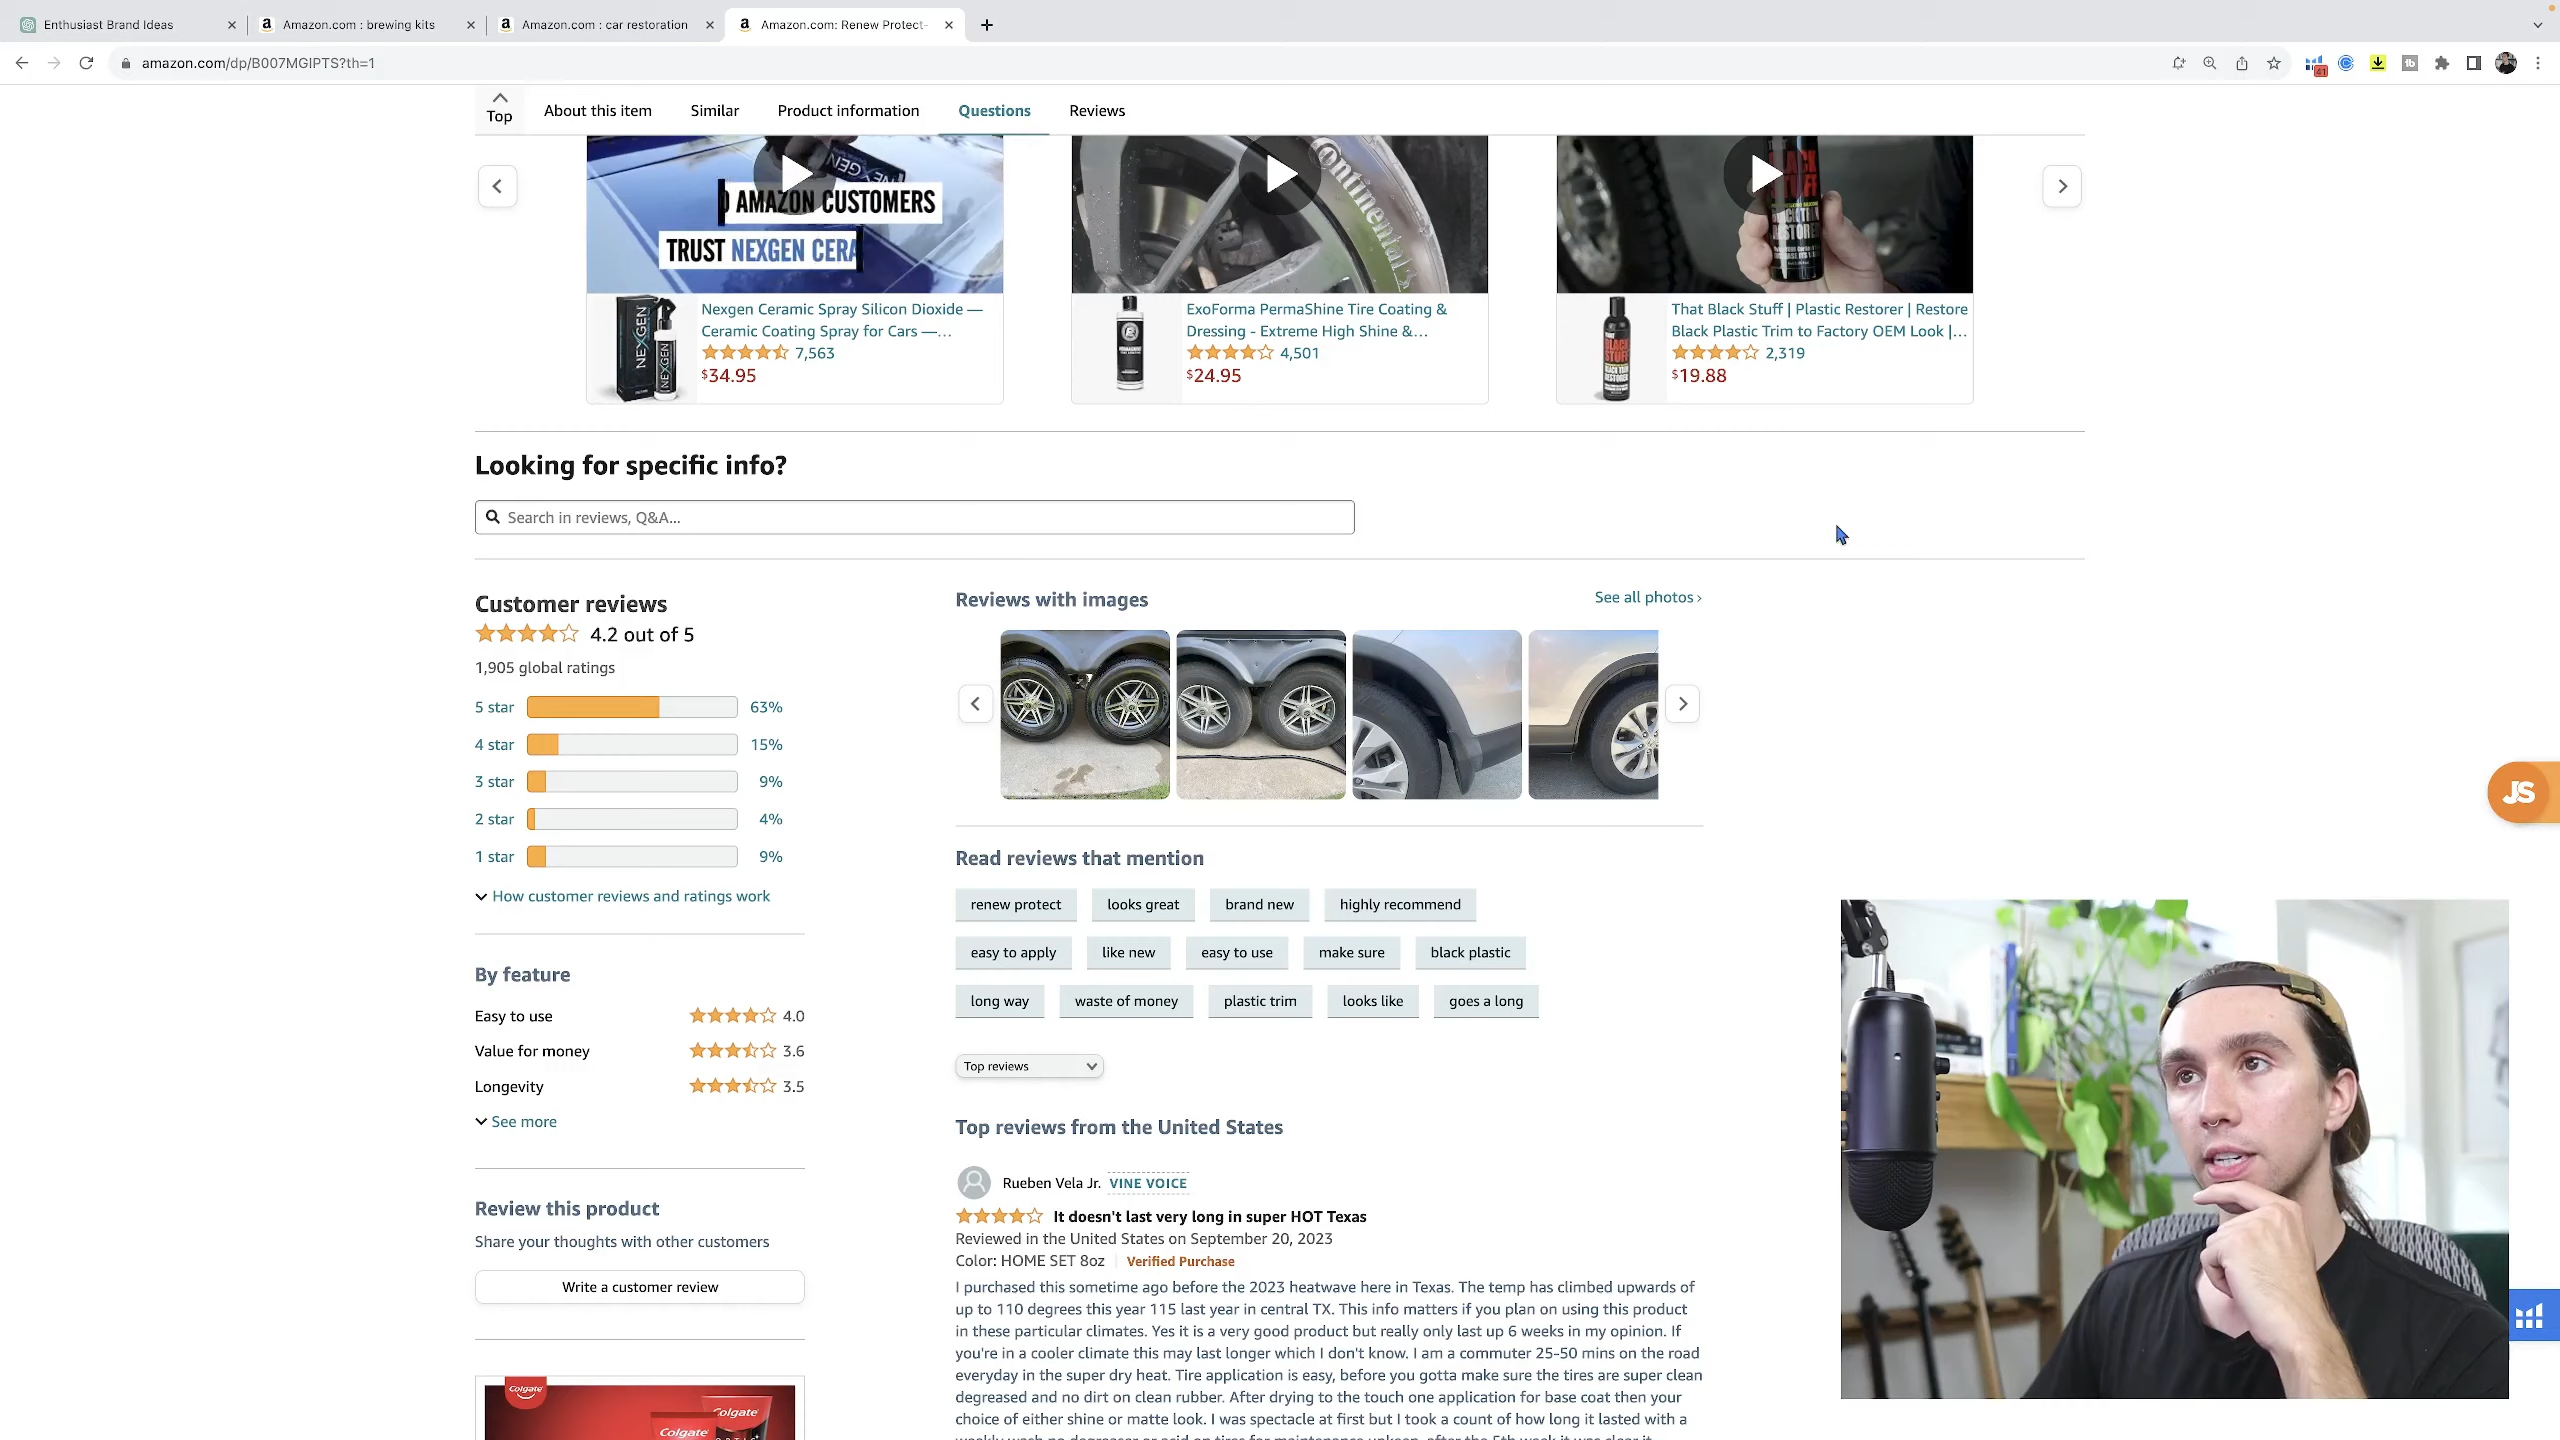 Enthusiast Brand Ideas
Amazon.com : brewing kits
Amazon.com : car restoration
Amazon.com: Renew Protect-
amazon.com/dp/B007MGIPTS?th=1
41
Top
About this item
Similar
Product information
Questions
Reviews
AMAZON CUSTOMERS
TRUST NEXGEN CERA
Continental
BLACK
NEXGEN
Nexgen Ceramic Spray Silicon Dioxide —
Ceramic Coating Spray for Cars —...
7,563
$34.95
ExoForma PermaShine Tire Coating &
Dressing - Extreme High Shine &...
4,501
$24.95
BLACK
STUFF
That Black Stuff | Plastic Restorer | Restore
Black Plastic Trim to Factory OEM Look |...
2,319
$19.88
Looking for specific info?
Search in reviews, Q&A...
Customer reviews
4.2 out of 5
1,905 global ratings
5 star 63%
4 star 15%
3 star 9%
2 star 4%
1 star 9%
How customer reviews and ratings work
By feature
Easy to use 4.0
Value for money 3.6
Longevity 3.5
See more
Review this product
Share your thoughts with other customers
Write a customer review
Colgate
Colgate
Colgate
Reviews with images
See all photos ›
Read reviews that mention
renew protect looks great brand new highly recommend
easy to apply like new easy to use make sure black plastic
long way waste of money plastic trim looks like goes a long
Top reviews
Top reviews from the United States
Rueben Vela Jr. VINE VOICE
It doesn't last very long in super HOT Texas
Reviewed in the United States on September 20, 2023
Color: HOME SET 8oz Verified Purchase
I purchased this sometime ago before the 2023 heatwave here in Texas. The temp has climbed upwards of
up to 110 degrees this year 115 last year in central TX. This info matters if you plan on using this product
in these particular climates. Yes it is a very good product but really only last up 6 weeks in my opinion. If
you're in a cooler climate this may last longer which I don't know. I am a commuter 25-50 mins on the road
everyday in the super dry heat. Tire application is easy, before you gotta make sure the tires are super clean
degreased and no dirt on clean rubber. After drying to the touch one application for base coat then your
choice of either shine or matte look. I was spectacle at first but I took a count of how long it lasted with a
JS